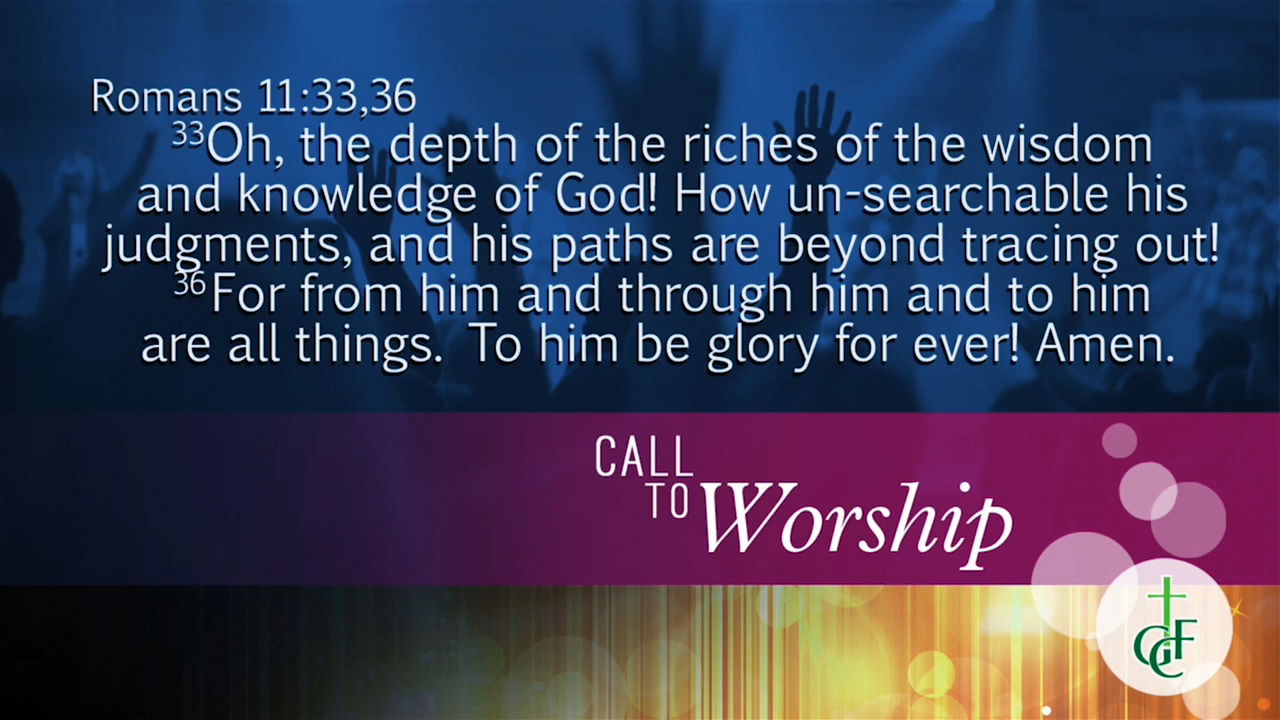 Romans 11:33,36
33Oh, the depth of the riches of the wisdom
and knowledge of God! How un-searchable his
judgments, and his paths are beyond tracing out!
36For from him and through him and to him
are all things. To him be glory for ever! Amen.
CALL
TO Worship
GCF